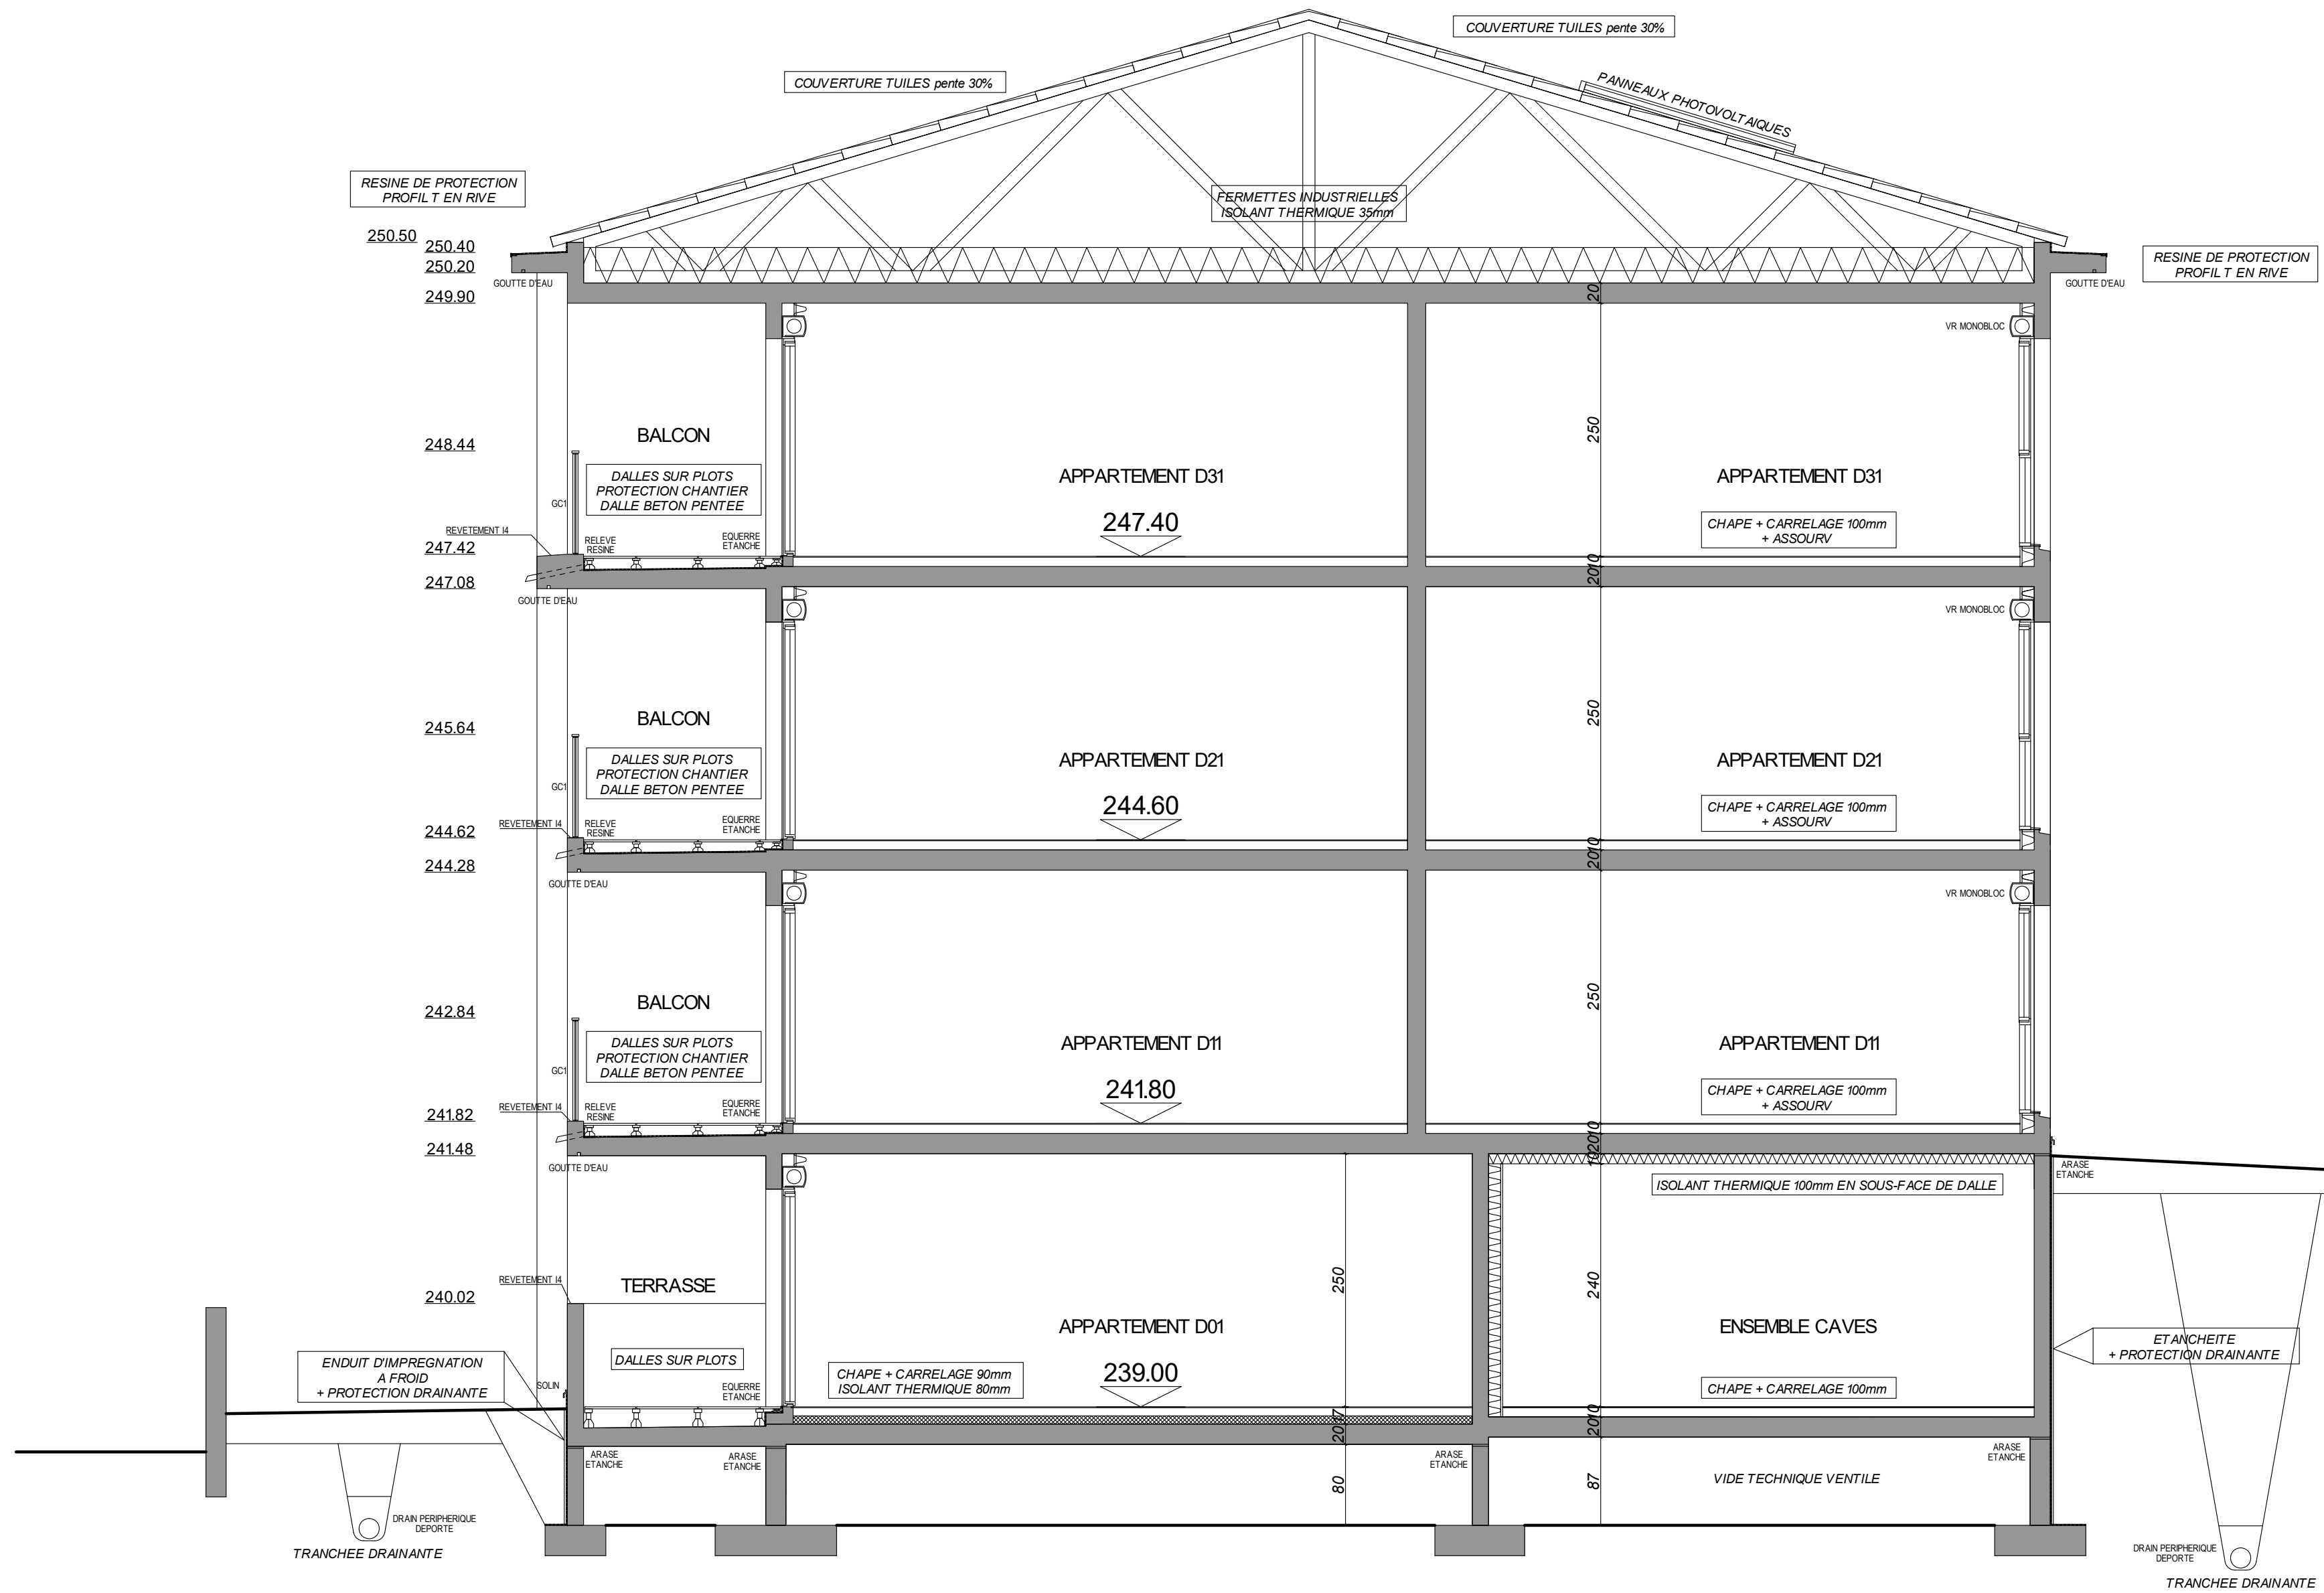 COUVERTURE TUILES pente 30%
COUVERTURE TUILES pente 30%
PANNEAUX PHOTOVOLTAIQUES
RESINE DE PROTECTION
PROFIL T EN RIVE
FERMETTES INDUSTRIELLES
ISOLANT THERMIQUE 35mm
250.50
250.40
250.20
249.90
GOUTTE D'EAU
GOUTTE D'EAU
RESINE DE PROTECTION
PROFIL T EN RIVE
20
VR MONOBLOC
248.44
BALCON
DALLES SUR PLOTS
PROTECTION CHANTIER
DALLE BETON PENTEE
GC1
REVETEMENT I4
RELEVE
RESINE
EQUERRE
ETANCHE
247.42
247.08
GOUTTE D'EAU
APPARTEMENT D31
247.40
250
APPARTEMENT D31
CHAPE + CARRELAGE 100mm
+ ASSOURV
10
20
VR MONOBLOC
245.64
BALCON
DALLES SUR PLOTS
PROTECTION CHANTIER
DALLE BETON PENTEE
GC1
REVETEMENT I4
RELEVE
RESINE
EQUERRE
ETANCHE
244.62
244.28
GOUTTE D'EAU
APPARTEMENT D21
244.60
250
APPARTEMENT D21
CHAPE + CARRELAGE 100mm
+ ASSOURV
10
20
VR MONOBLOC
242.84
BALCON
DALLES SUR PLOTS
PROTECTION CHANTIER
DALLE BETON PENTEE
GC1
REVETEMENT I4
RELEVE
RESINE
EQUERRE
ETANCHE
241.82
241.48
GOUTTE D'EAU
APPARTEMENT D11
241.80
250
APPARTEMENT D11
CHAPE + CARRELAGE 100mm
+ ASSOURV
10
20
10
ARASE
ETANCHE
ISOLANT THERMIQUE 100mm EN SOUS-FACE DE DALLE
REVETEMENT I4
240.02
TERRASSE
DALLES SUR PLOTS
EQUERRE
ETANCHE
ENDUIT D'IMPREGNATION
A FROID
+ PROTECTION DRAINANTE
SOLIN
CHAPE + CARRELAGE 90mm
ISOLANT THERMIQUE 80mm
APPARTEMENT D01
239.00
250
240
ENSEMBLE CAVES
CHAPE + CARRELAGE 100mm
ETANCHEITE
+ PROTECTION DRAINANTE
17
20
10
20
ARASE
ETANCHE
ARASE
ETANCHE
ARASE
ETANCHE
ARASE
ETANCHE
80
87
VIDE TECHNIQUE VENTILE
DRAIN PERIPHERIQUE
DEPORTE
TRANCHEE DRAINANTE
DRAIN PERIPHERIQUE
DEPORTE
TRANCHEE DRAINANTE